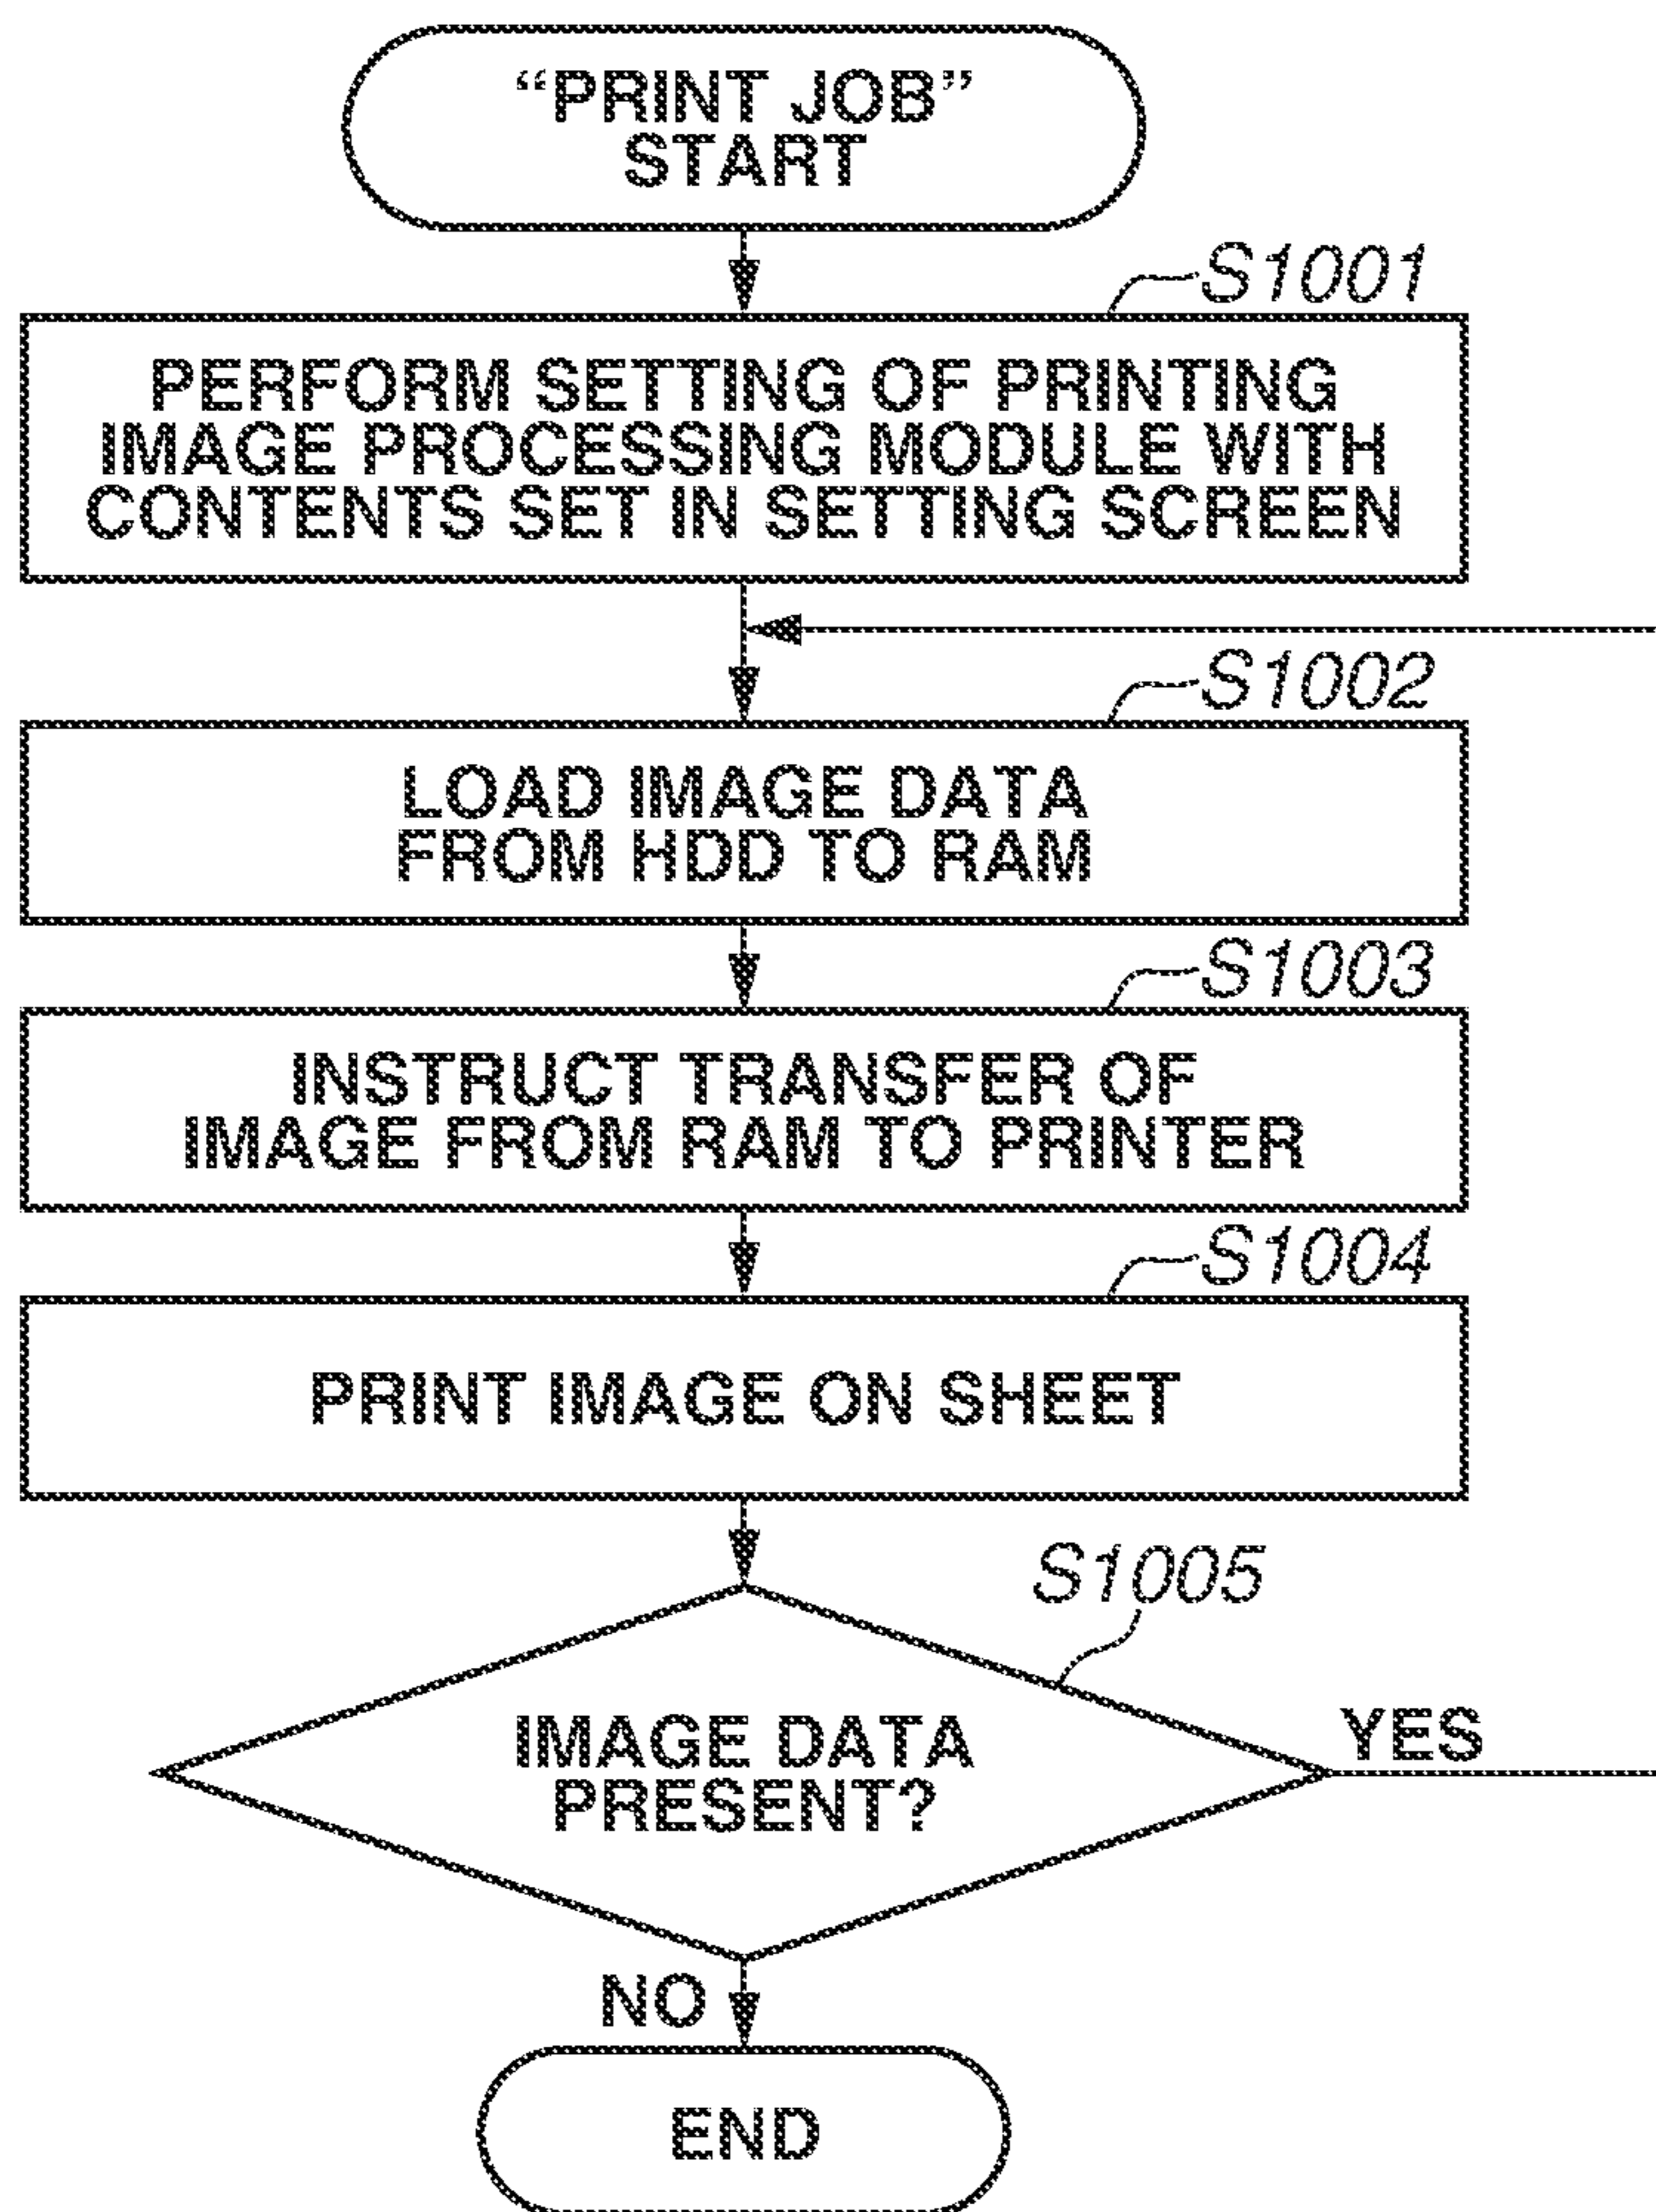 “PRINT JOB”
START
S1001
PERFORM SETTING OF PRINTING
IMAGE PROCESSING MODULE WITH
CONTENTS SET IN SETTING SCREEN
S1002
LOAD IMAGE DATA
FROM HDD TO RAM
S1003
INSTRUCT TRANSFER OF
IMAGE FROM RAM TO PRINTER
S1004
PRINT IMAGE ON SHEET
S1005
IMAGE DATA
PRESENT?
YES
NO
END